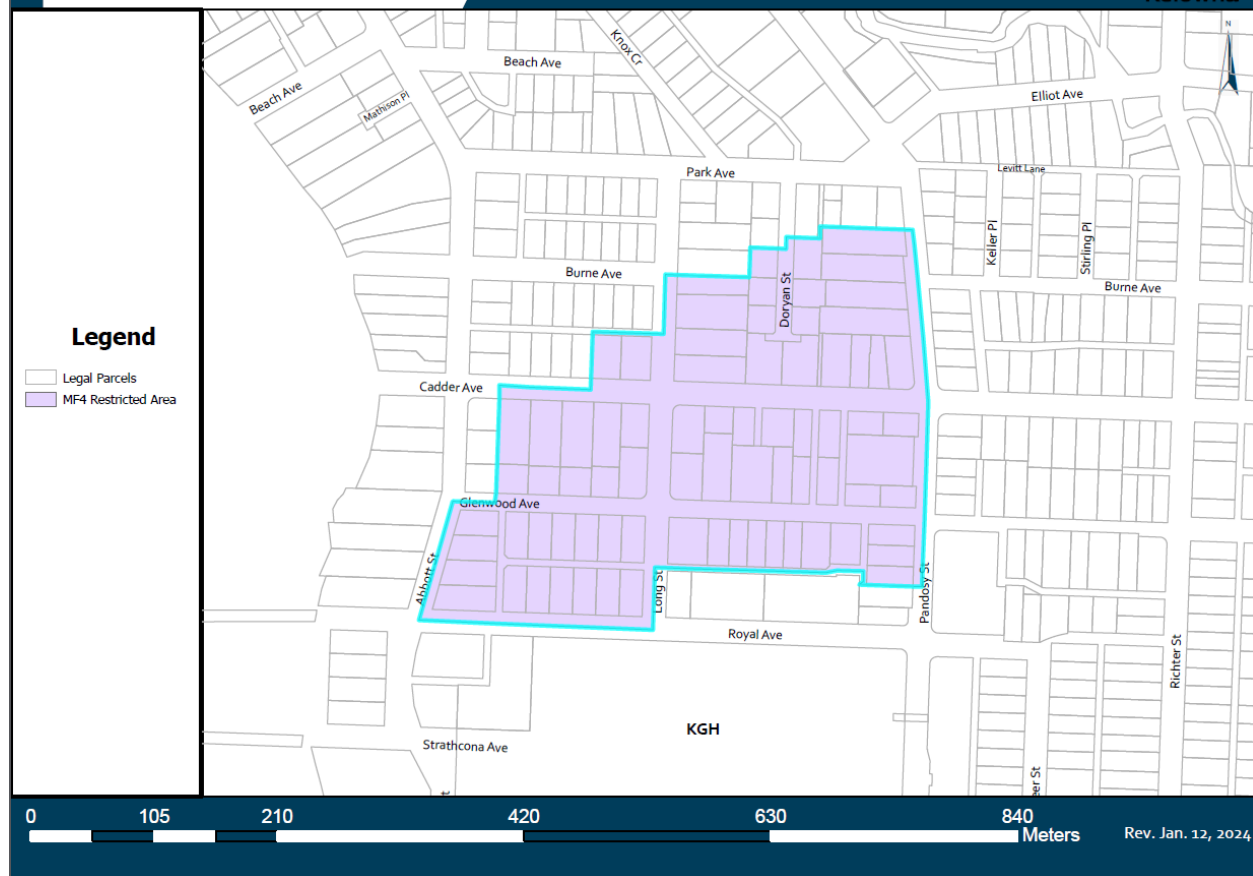 N
Knox Cr
Beach Ave
Beach Ave
Mathison Pl
Elliot Ave
Park Ave
Levitt Lane
Keller Pl
Stirling Pl
Burne Ave
Burne Ave
Doryan St
Legend
Legal Parcels
MF4 Restricted Area
Cadder Ave
Glenwood Ave
Abbott St
Long St
Pandosy St
Royal Ave
Richter St
KGH
Strathcona Ave
0 105 210 420 630 840
Meters
Rev. Jan. 12, 2024